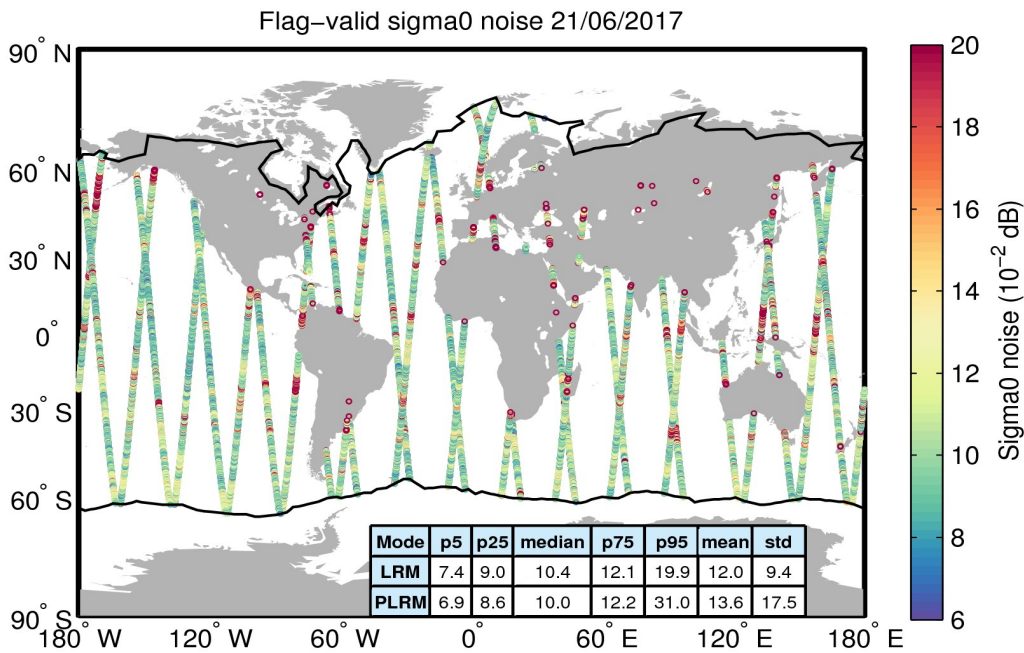 Flag−valid sigma0 noise 21/06/2017
90° N
60° N
30° N
0°
30° S
60° S
90° S
180° W
120° W
60° W
0°
60° E
120° E
180° E
Mode p5 p25 median p75 p95 mean std
LRM 7.4 9.0 10.4 12.1 19.9 12.0 9.4
PLRM 6.9 8.6 10.0 12.2 31.0 13.6 17.5
20
18
16
14
12
10
8
6
Sigma0 noise (10⁻² dB)